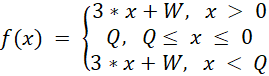 3 * x + W, x > 0
f(x) = { Q, Q ≤ x ≤ 0
3 * x + W, x < Q